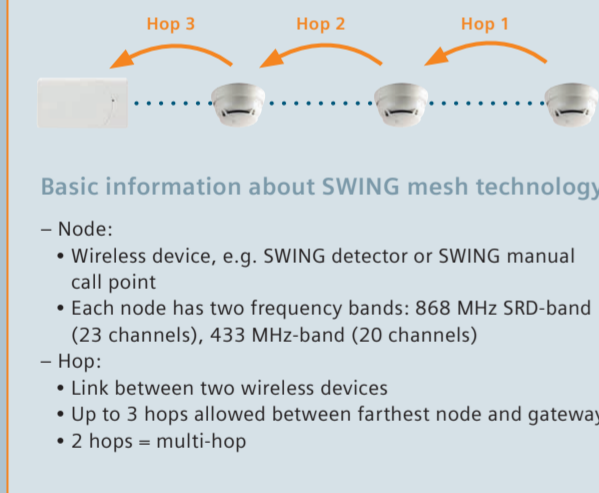 Hop 3 Hop 2 Hop 1
Basic information about SWING mesh technology
– Node:
• Wireless device, e.g. SWING detector or SWING manual
call point
• Each node has two frequency bands: 868 MHz SRD-band
(23 channels), 433 MHz-band (20 channels)
– Hop:
• Link between two wireless devices
• Up to 3 hops allowed between farthest node and gateway
• 2 hops = multi-hop